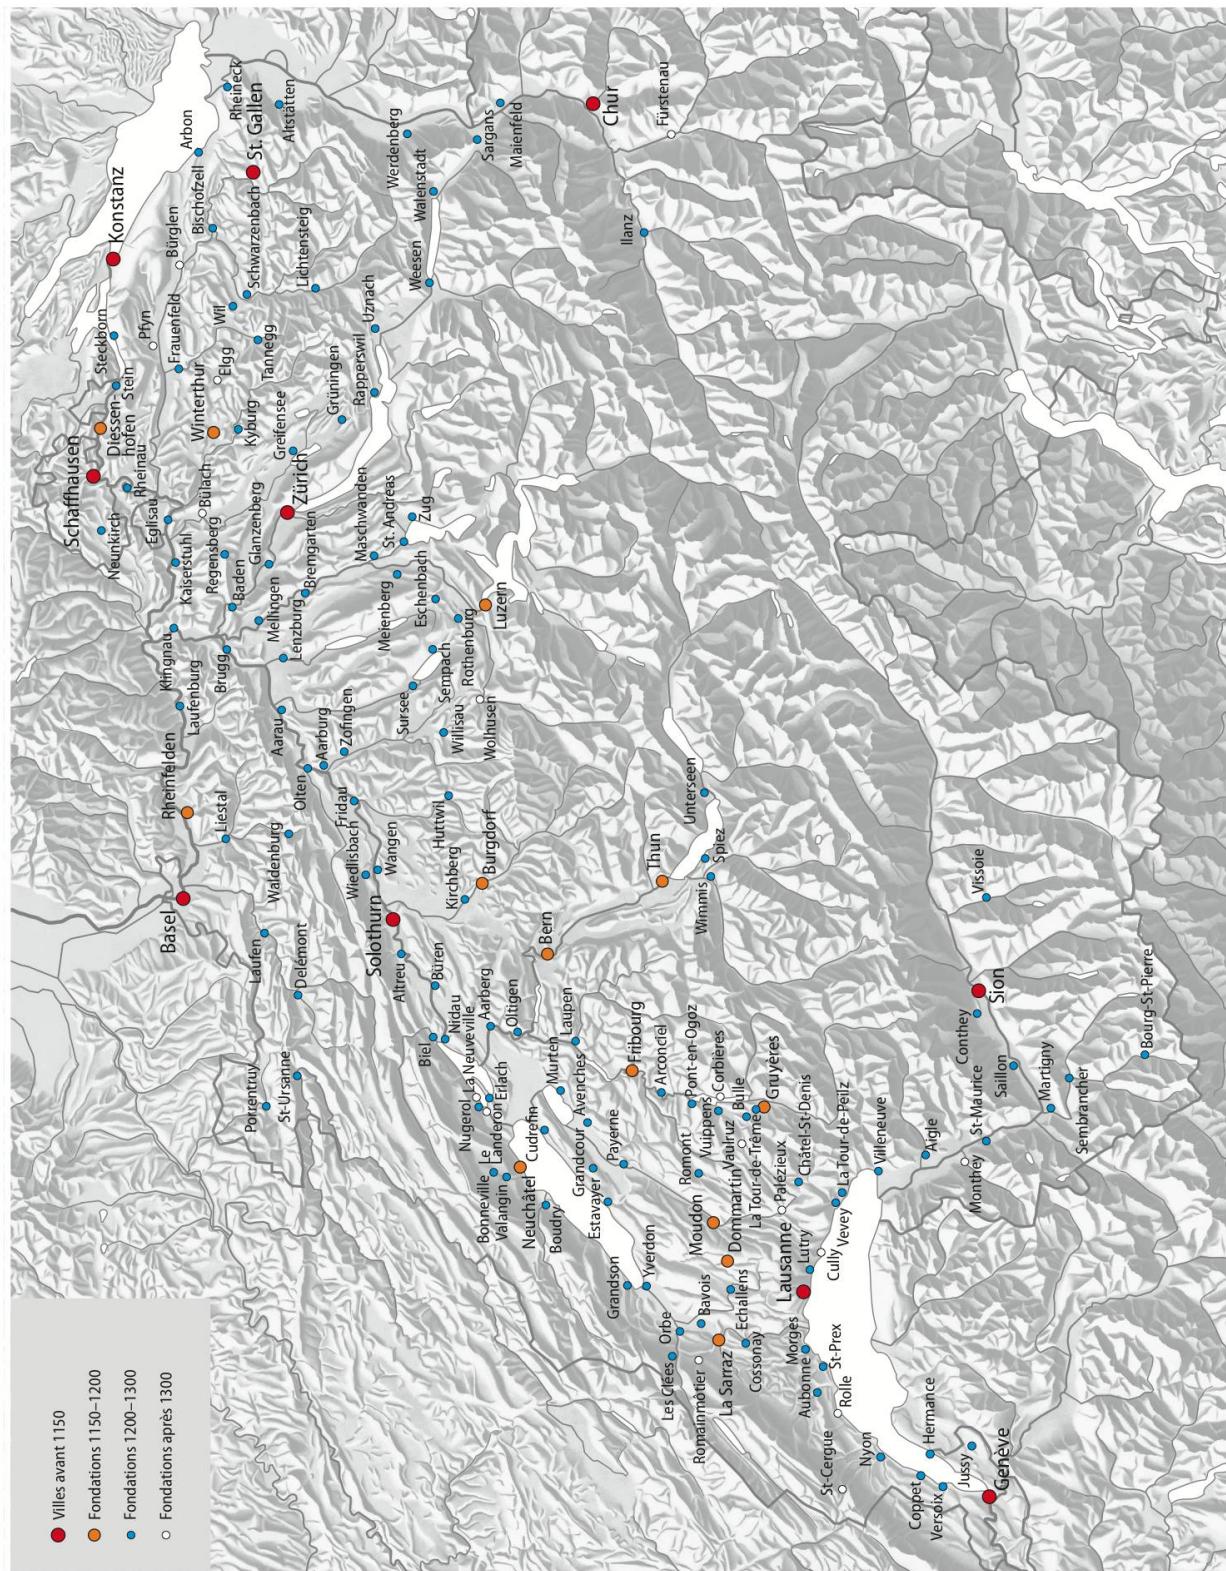 Villes avant 1150
Fondations 1150–1200
Fondations 1200–1300
Fondations après 1300
Schaffhausen
Neunkirch
Diessen-
hofen
Stein
Steckborn
Konstanz
Rheinau
Eglisau
Pfyn
Bürglen
Arbon
Rheineck
Basel
Rheinfelden
Laufenburg
Klingnau
Kaiserstuhl
Bülach
Winterthur
Frauenfeld
Bischofzell
St. Gallen
Altstätten
Liestal
Brugg
Baden
Regensberg
Kyburg
Elgg
Wil
Schwarzenbach
Tannegg
Lichtensteig
Porrentruy
St-Ursanne
Delémont
Laufen
Waldenburg
Olten
Aarau
Lenzburg
Mellingen
Bremgarten
Glanzenberg
Zürich
Greifensee
Grüningen
Aarburg
Zofingen
Fridau
Wiedlisbach
Wangen
Solothurn
Altreu
Maschwanden
St. Andreas
Zug
Rapperswil
Uznach
Werdenberg
Walenstadt
Weesen
Sargans
Maienfeld
Meienberg
Eschenbach
Sursee
Sempach
Rothenburg
Luzern
Willisau
Wolhusen
Huttwil
Kirchberg
Burgdorf
Biel
Nidau
Büren
Nugerol
La Neuveville
Le
Landeron
Erlach
Aarberg
Oltigen
Bern
Bonneville
Valangin
Neuchâtel
Boudry
Cudrefin
Murten
Laupen
Avenches
Grandcour
Estavayer
Payerne
Fribourg
Arconciel
Thun
Unterseen
Spiez
Wimmis
Chur
Fürstenau
Ilanz
Grandson
Yverdon
Les Clées
Orbe
Romainmôtier
Bavois
La Sarraz
Echallens
Cossonay
Moudon
Dommartin
Romont
Vuippens
Pont-en-Ogoz
Corbières
Vaulruz
Bulle
La Tour-de-Trême
Gruyères
Palézieux
Châtel-St-Denis
Lausanne
Lutry
Cully
Vevey
La Tour-de-Peilz
Villeneuve
Morges
St-Prex
Aubonne
Rolle
St-Cergue
Nyon
Coppet
Versoix
Hermance
Jussy
Genève
Aigle
Monthey
St-Maurice
Martigny
Sembrancher
Saillon
Conthey
Sion
Vissoie
Bourg-St-Pierre